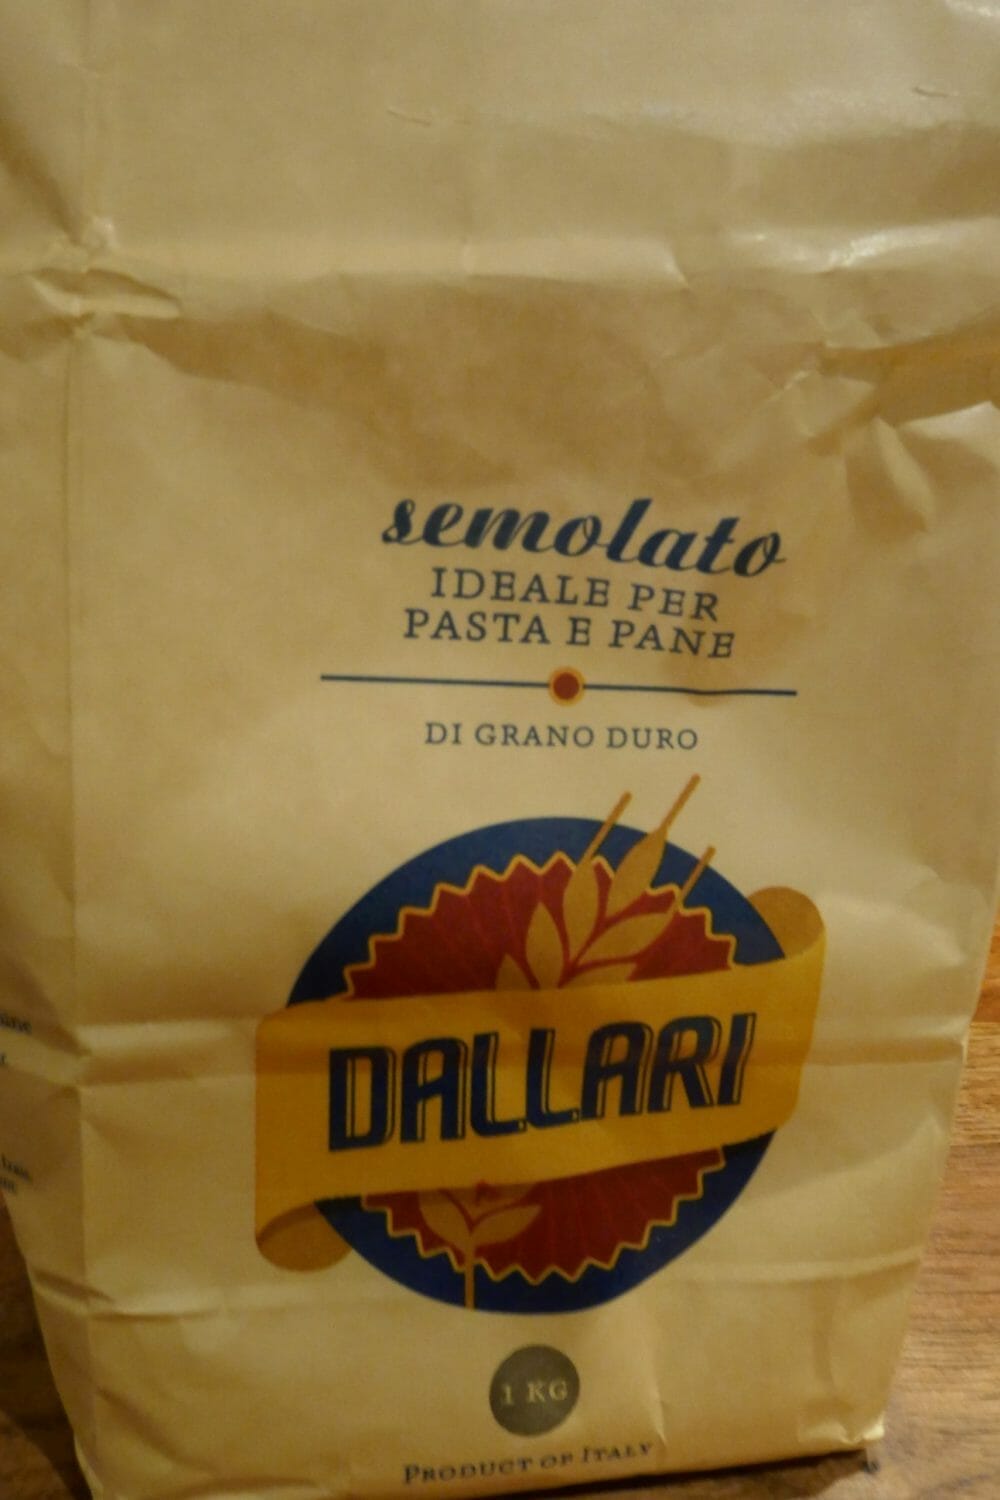 semolato
IDEALE PER
PASTA E PANE
DI GRANO DURO
DALLARI
1 KG
PRODUCT OF ITALY